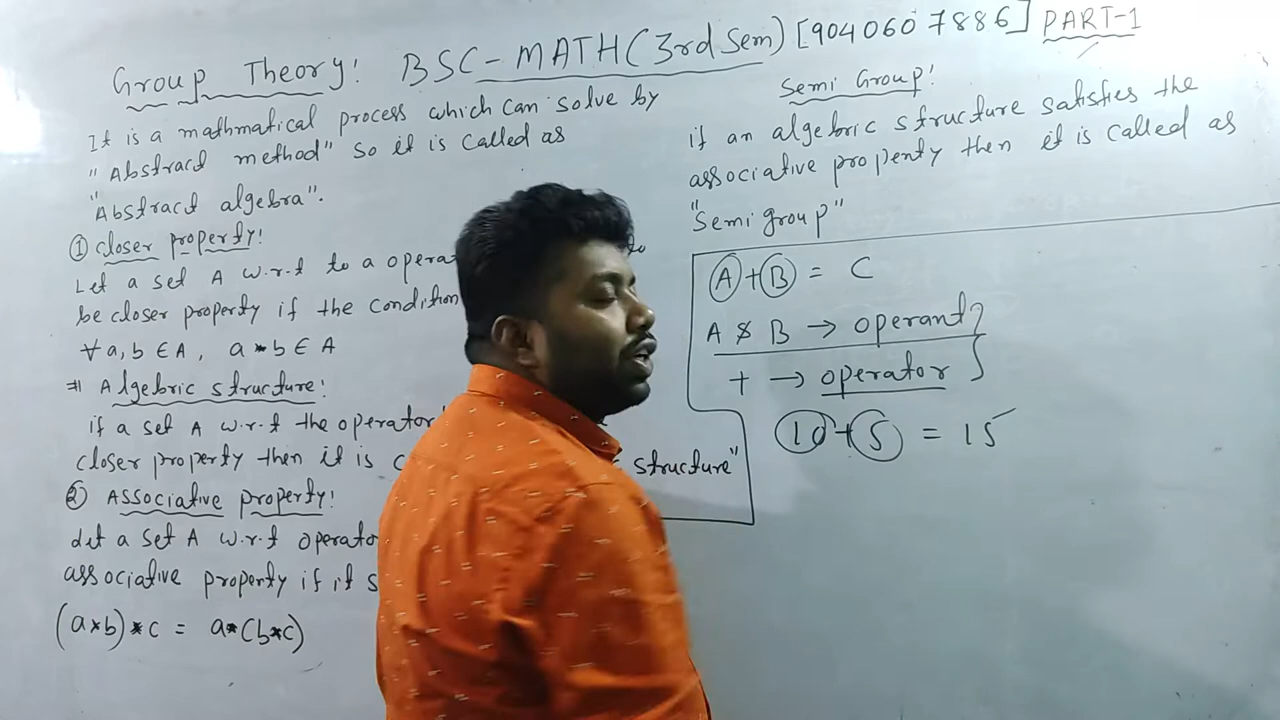 Group Theory! BSC-MATH(3rd Sem) [9040607886] PART-1
It is a mathmatical process which can solve by
"Abstract method" so it is called as
"Abstract algebra".
① closer property!
Let a set A w.r.t to a opera
to
be closer property if the condition
∀ a, b ∈ A, a * b ∈ A
⇒ Algebric structure!
if a set A w.r.t the operator
closer property then it is c
structure"
② Associative property!
Let a set A w.r.t operato
associative property if it s
(a*b)*c = a*(b*c)
Semi Group!
if an algebric structure satisfies the
associative property then it is called as
"Semi group"
A + B = C
A & B → operant
+ → operator
10 + 5 = 15